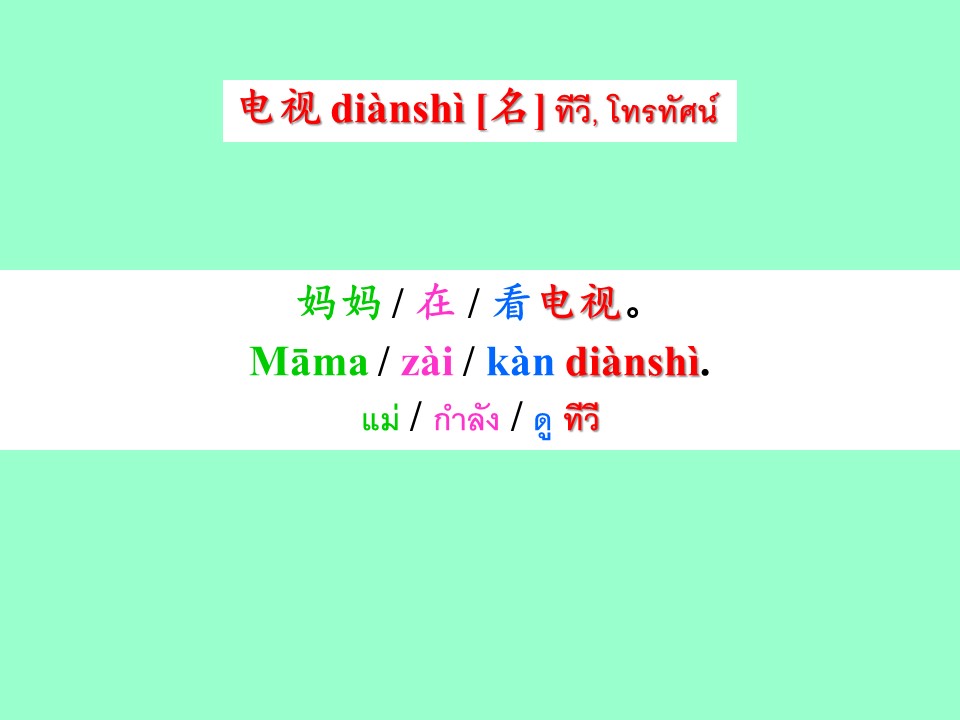 电视 diànshì [名] ทีวี, โทรทัศน์
妈妈 / 在 / 看电视。
Māma / zài / kàn diànshì.
แม่ / กำลัง / ดู ทีวี